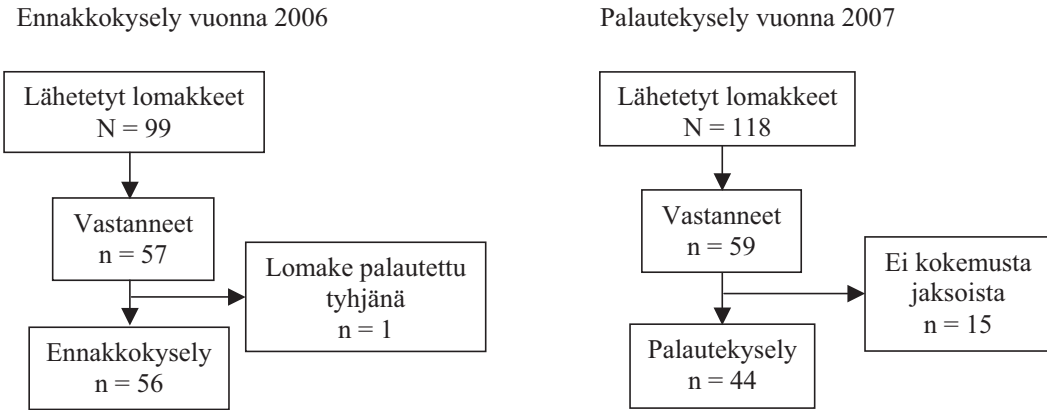 Ennakkokysely vuonna 2006
Lähetetyt lomakkeet
N = 99
Vastanneet
n = 57
Lomake palautettu
tyhjänä
n = 1
Ennakkokysely
n = 56
Palautekysely vuonna 2007
Lähetetyt lomakkeet
N = 118
Vastanneet
n = 59
Ei kokemusta
jaksoista
n = 15
Palautekysely
n = 44